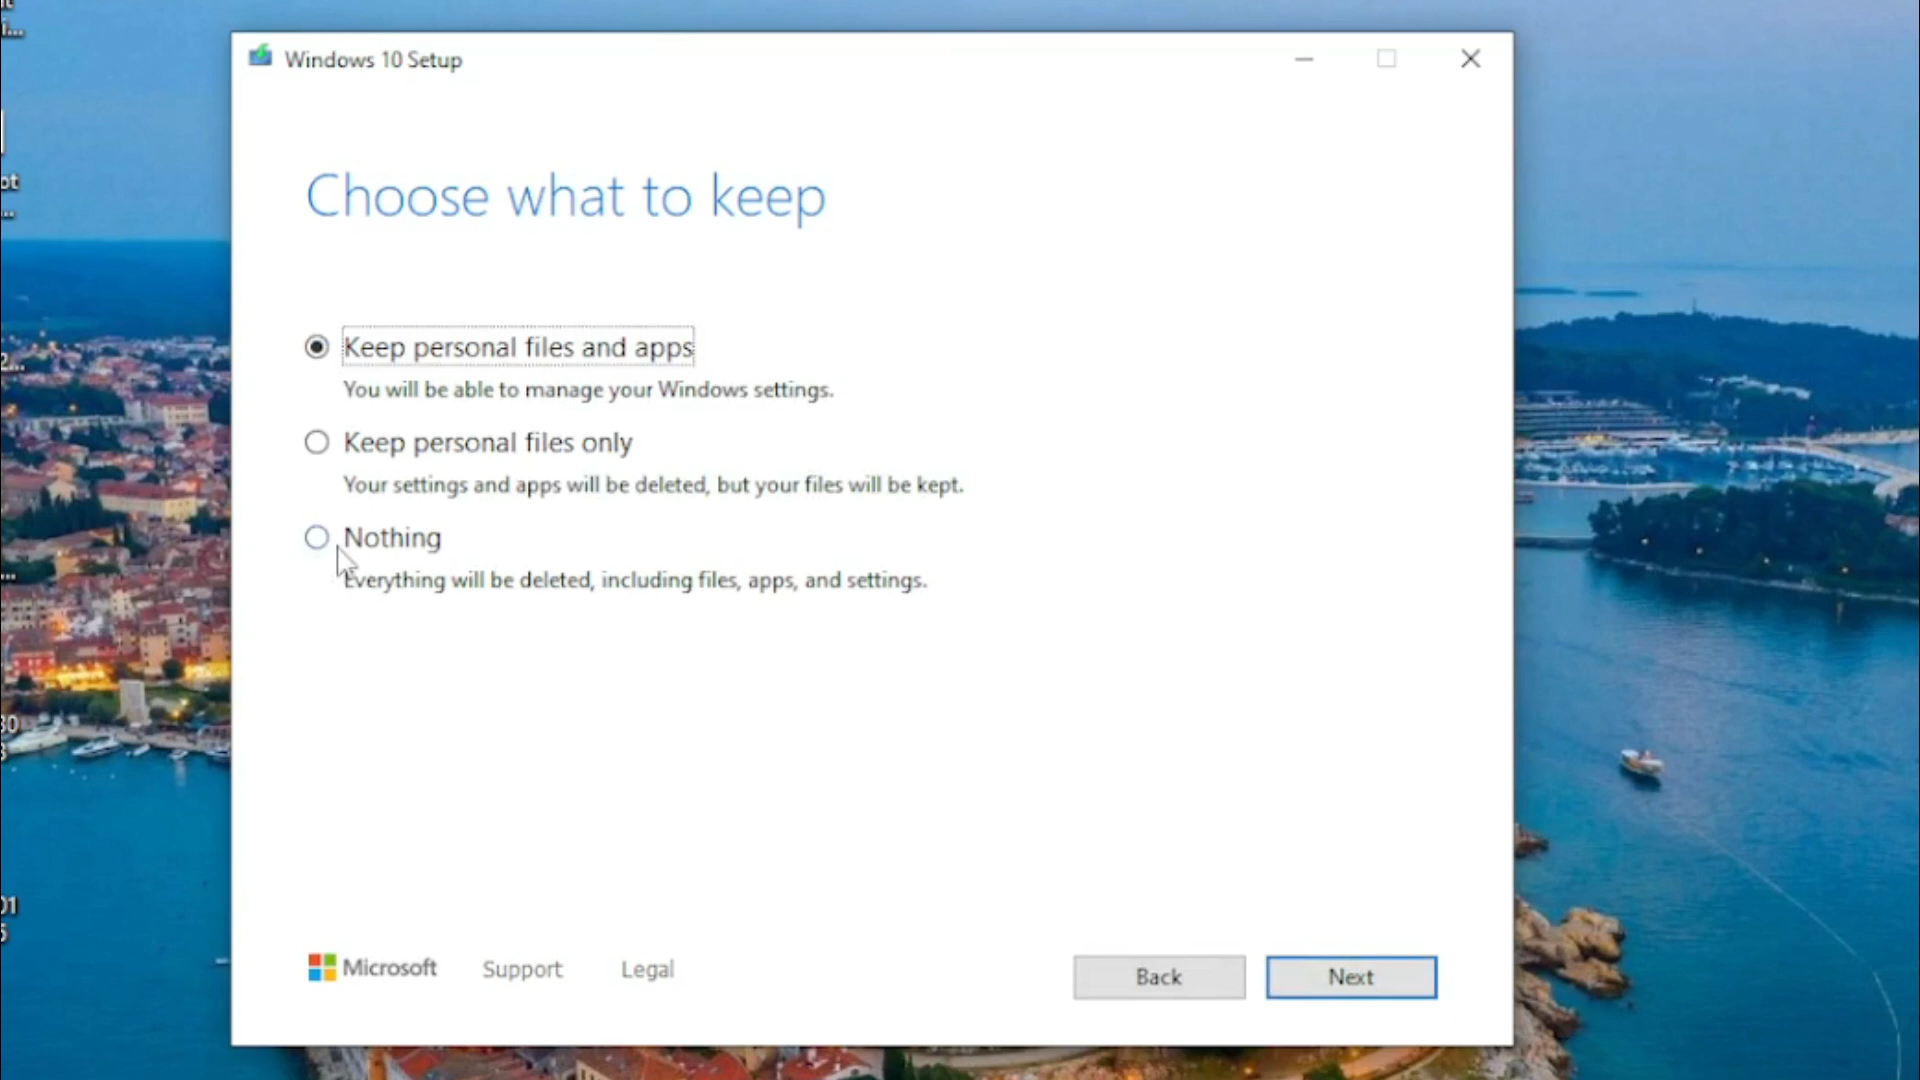 Windows 10 Setup
Choose what to keep
Keep personal files and apps
You will be able to manage your Windows settings.
Keep personal files only
Your settings and apps will be deleted, but your files will be kept.
Nothing
Everything will be deleted, including files, apps, and settings.
Microsoft
Support
Legal
Back
Next